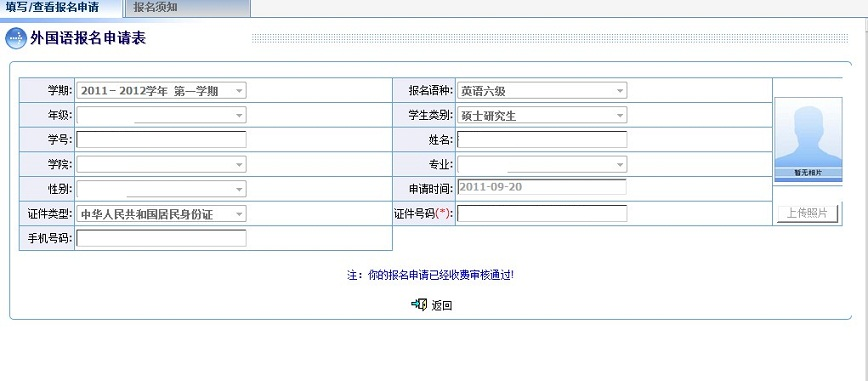 填写/查看报名申请 报名须知
外国语报名申请表
学期: 2011-2012学年 第一学期 报名语种: 英语六级
年级: 学生类别: 硕士研究生
学号: 姓名:
学院: 专业:
暂无相片
性别: 申请时间: 2011-09-20
证件类型: 中华人民共和国居民身份证 证件号码(*): 上传照片
手机号码:
注：你的报名申请已经收费审核通过!
返回